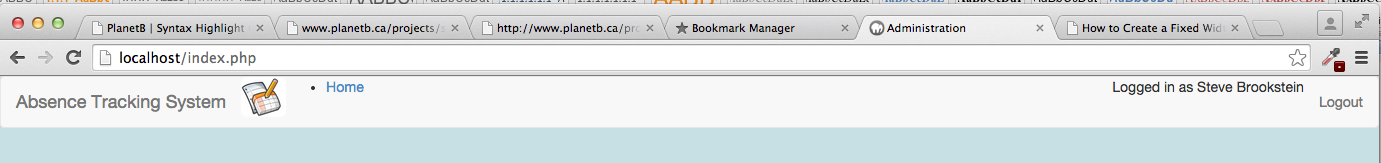 PlanetB | Syntax Highlight
www.planetb.ca/projects/
http://www.planetb.ca/pro
Bookmark Manager
Administration
How to Create a Fixed Widt
localhost/index.php
Absence Tracking System
Home
Logged in as Steve Brookstein
Logout